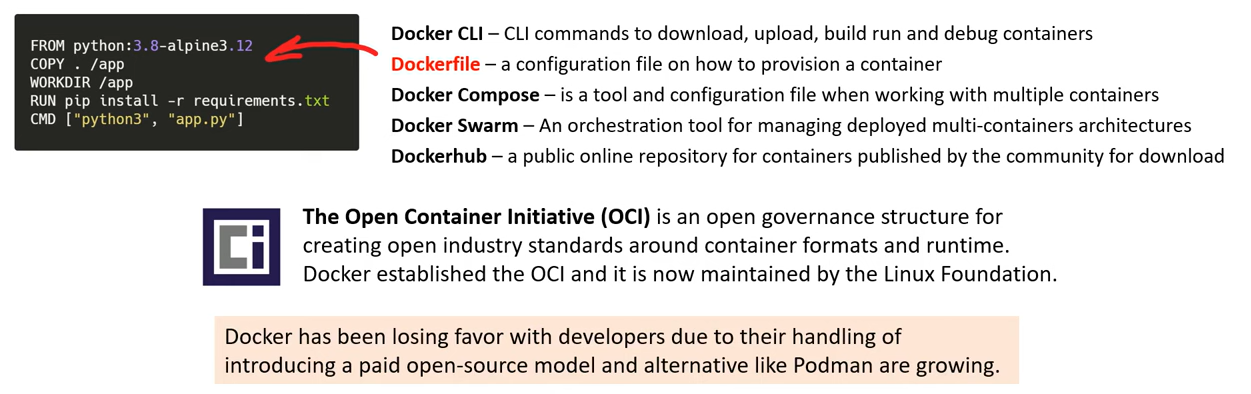 FROM python:3.8-alpine3.12
COPY . /app
WORKDIR /app
RUN pip install -r requirements.txt
CMD ["python3", "app.py"]
Docker CLI – CLI commands to download, upload, build run and debug containers
Dockerfile – a configuration file on how to provision a container
Docker Compose – is a tool and configuration file when working with multiple containers
Docker Swarm – An orchestration tool for managing deployed multi-containers architectures
Dockerhub – a public online repository for containers published by the community for download
Ci
The Open Container Initiative (OCI) is an open governance structure for
creating open industry standards around container formats and runtime.
Docker established the OCI and it is now maintained by the Linux Foundation.
Docker has been losing favor with developers due to their handling of
introducing a paid open-source model and alternative like Podman are growing.